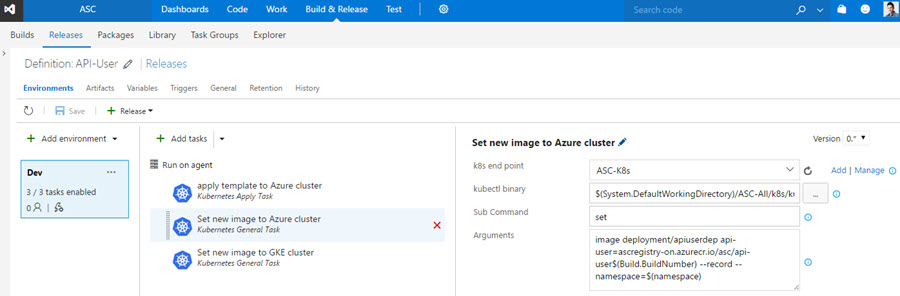 ASC Dashboards Code Work Build & Release Test Search code
Builds Releases Packages Library Task Groups Explorer
Definition: API-User | Releases
Environments Artifacts Variables Triggers General Retention History
Save + Release
+ Add environment
+ Add tasks
Dev
3 / 3 tasks enabled
0
Run on agent
apply template to Azure cluster
Kubernetes Apply Task
Set new image to Azure cluster
Kubernetes General Task
Set new image to GKE cluster
Kubernetes General Task
Set new image to Azure cluster
Version 0.*
k8s end point
ASC-K8s
Add | Manage
kubectl binary
$(System.DefaultWorkingDirectory)/ASC-All/k8s/
...
Sub Command
set
Arguments
image deployment/apiuserdep api-
user=ascregistry-on.azurecr.io/asc/api-
user$(Build.BuildNumber) --record --
namespace=$(namespace)